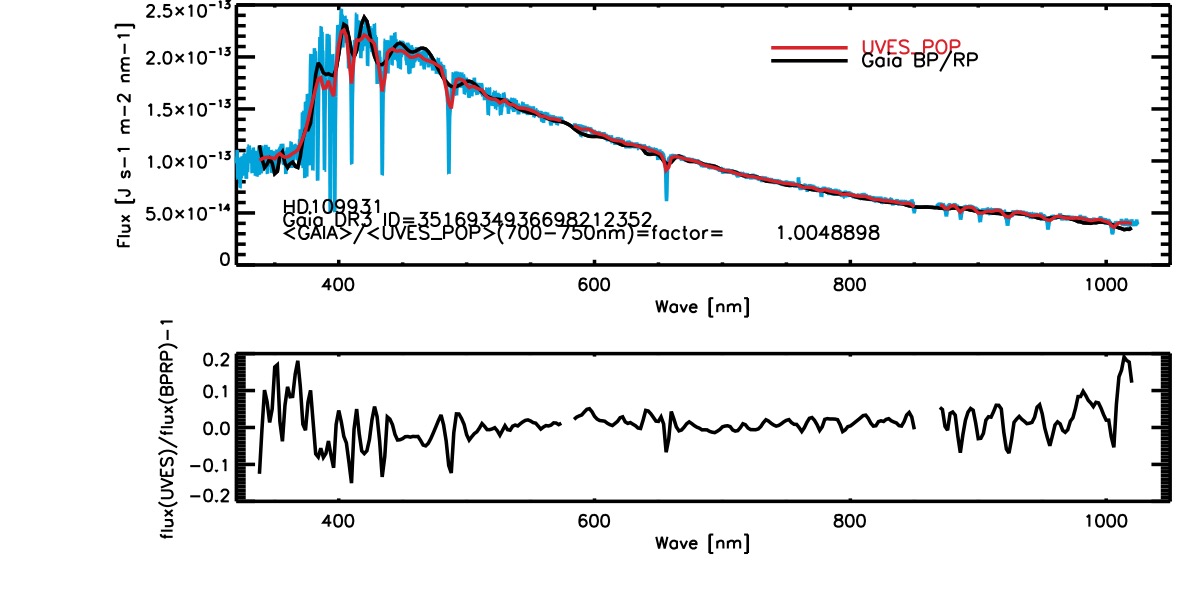 2.5×10−13
2.0×10−13
1.5×10−13
1.0×10−13
5.0×10−14
0
Flux [J s−1 m−2 nm−1]
UVES_POP
Gaia BP/RP
HD109931
Gaia DR3 ID=3516934936698212352
<GAIA>/<UVES_POP>(700−750nm)=factor= 1.0048898
400 600 800 1000
Wave [nm]
flux(UVES)/flux(BPRP)−1
0.2
0.1
0.0
−0.1
−0.2
400 600 800 1000
Wave [nm]